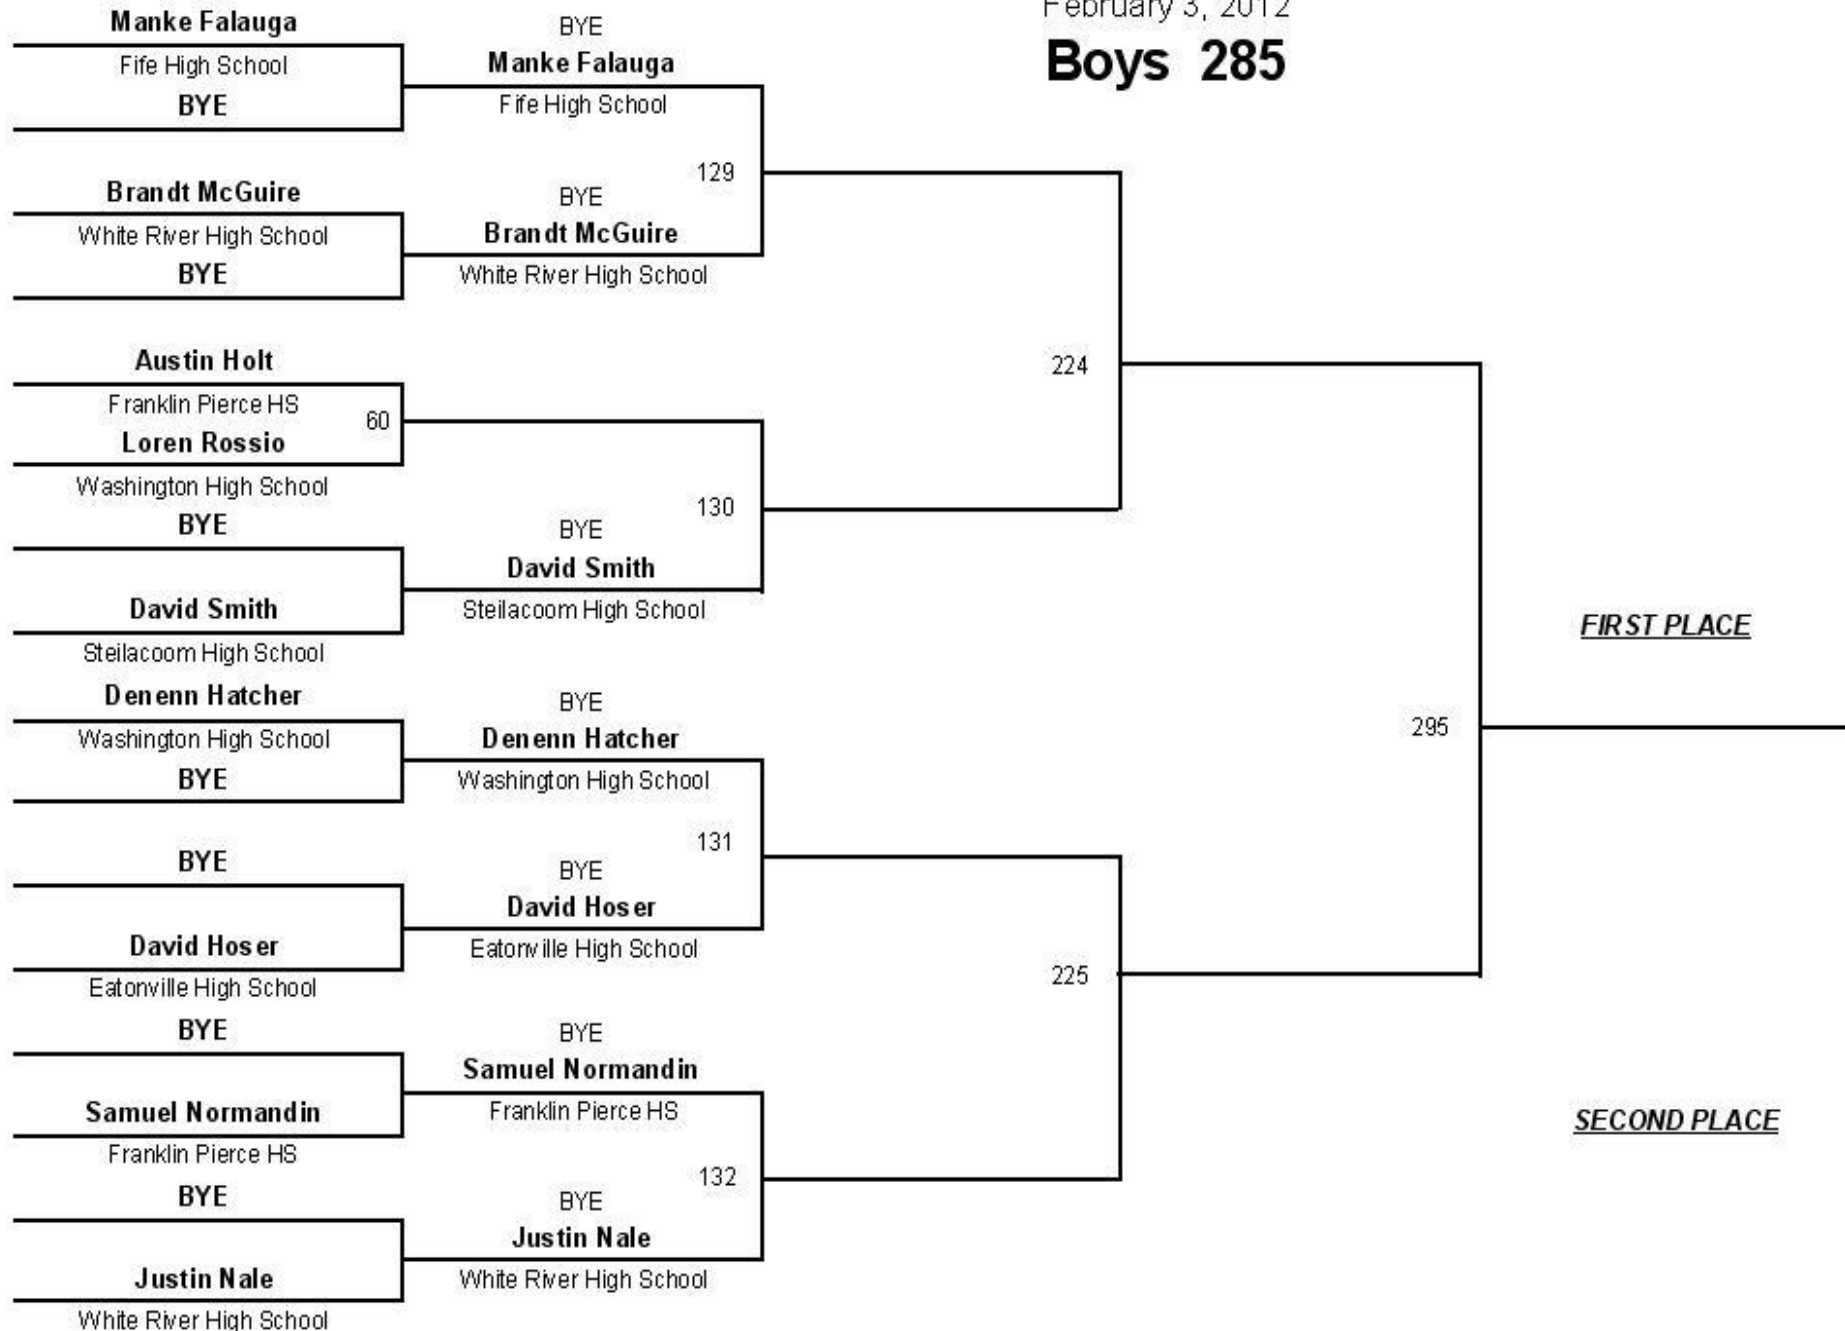 February 3, 2012
Boys 285
Manke Falauga
Fife High School
BYE
Brandt McGuire
White River High School
BYE
Austin Holt
Franklin Pierce HS
60
Loren Rossio
Washington High School
BYE
David Smith
Steilacoom High School
Denenn Hatcher
Washington High School
BYE
BYE
David Hoser
Eatonville High School
BYE
Samuel Normandin
Franklin Pierce HS
BYE
Justin Nale
White River High School
BYE
Manke Falauga
Fife High School
129
BYE
Brandt McGuire
White River High School
130
BYE
David Smith
Steilacoom High School
BYE
Denenn Hatcher
Washington High School
131
BYE
David Hoser
Eatonville High School
BYE
Samuel Normandin
Franklin Pierce HS
132
BYE
Justin Nale
White River High School
224
225
295
FIRST PLACE
SECOND PLACE